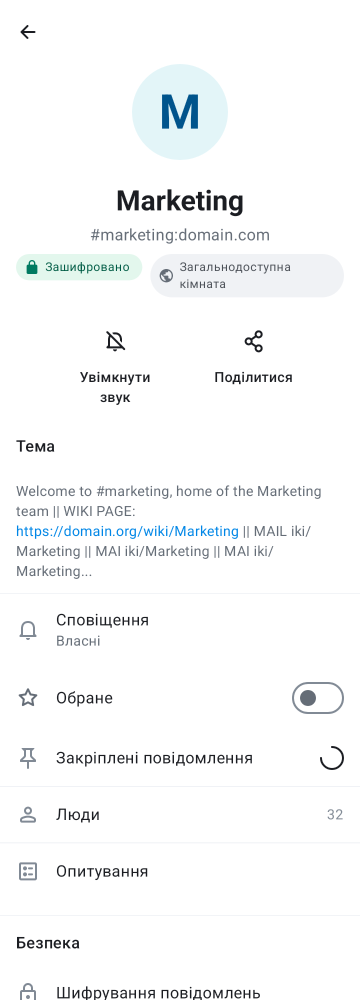 M
Marketing
#marketing:domain.com
Зашифровано
Загальнодоступна
кімната
Увімкнути
звук
Поділитися
Тема
Welcome to #marketing, home of the Marketing
team || WIKI PAGE:
https://domain.org/wiki/Marketing || MAIL iki/
Marketing || MAI iki/Marketing || MAI iki/
Marketing...
Сповіщення
Власні
Обране
Закріплені повідомлення
Люди 32
Опитування
Безпека
Шифрування повідомлень